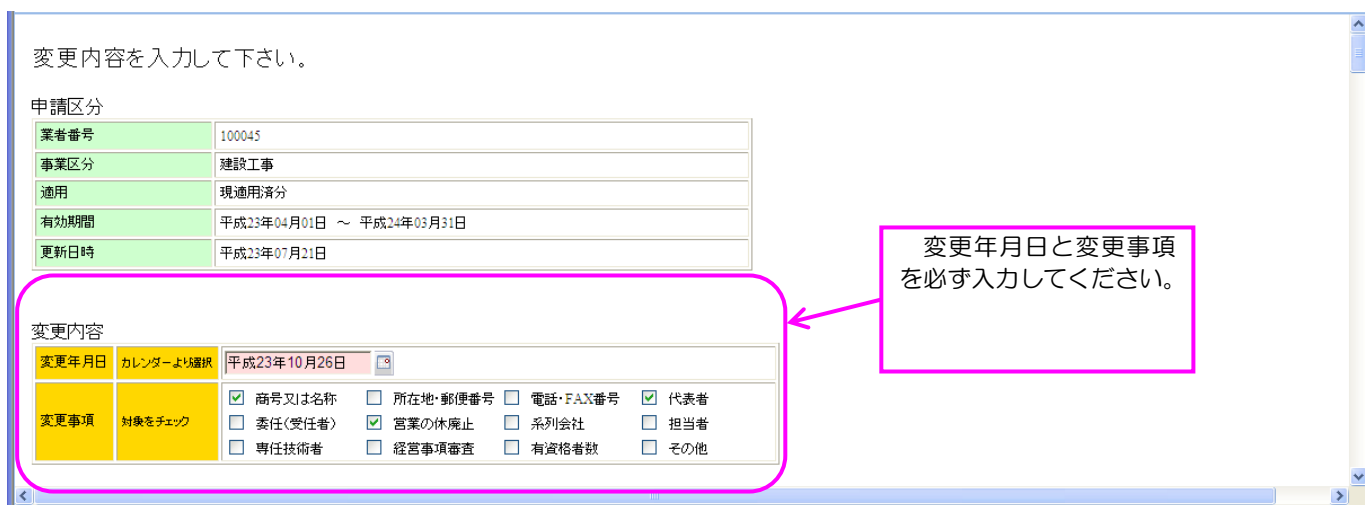 変更内容を入力して下さい。
申請区分
業者番号 100045
事業区分 建設工事
適用 現適用済分
有効期間 平成23年04月01日 ～ 平成24年03月31日
更新日時 平成23年07月21日
変更年月日と変更事項
を必ず入力してください。
変更内容
変更年月日 カレンダーより選択 平成23年10月26日
変更事項 対象をチェック
商号又は名称 所在地・郵便番号 電話・FAX番号 代表者
委任(受任者) 営業の休廃止 系列会社 担当者
専任技術者 経営事項審査 有資格者数 その他